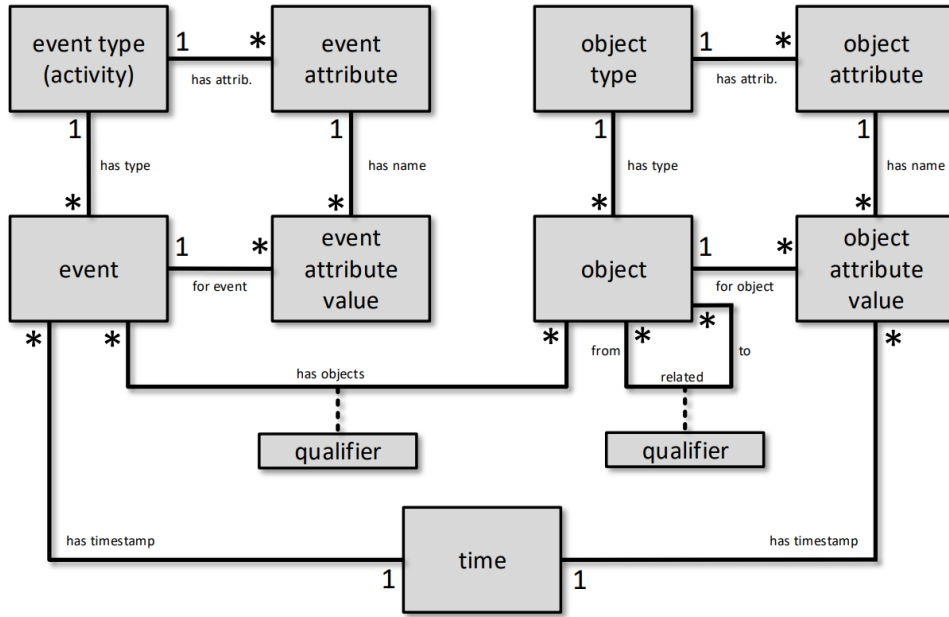 event type
(activity)
1
*
has attrib.
event
attribute
object
type
1
*
has attrib.
object
attribute
1
has type
*
1
has name
*
1
has type
*
1
has name
*
event
1
*
for event
event
attribute
value
object
1
*
for object
object
attribute
value
*
*
has objects
*
from
*
*
to
related
*
qualifier
qualifier
has timestamp
1
time
1
has timestamp